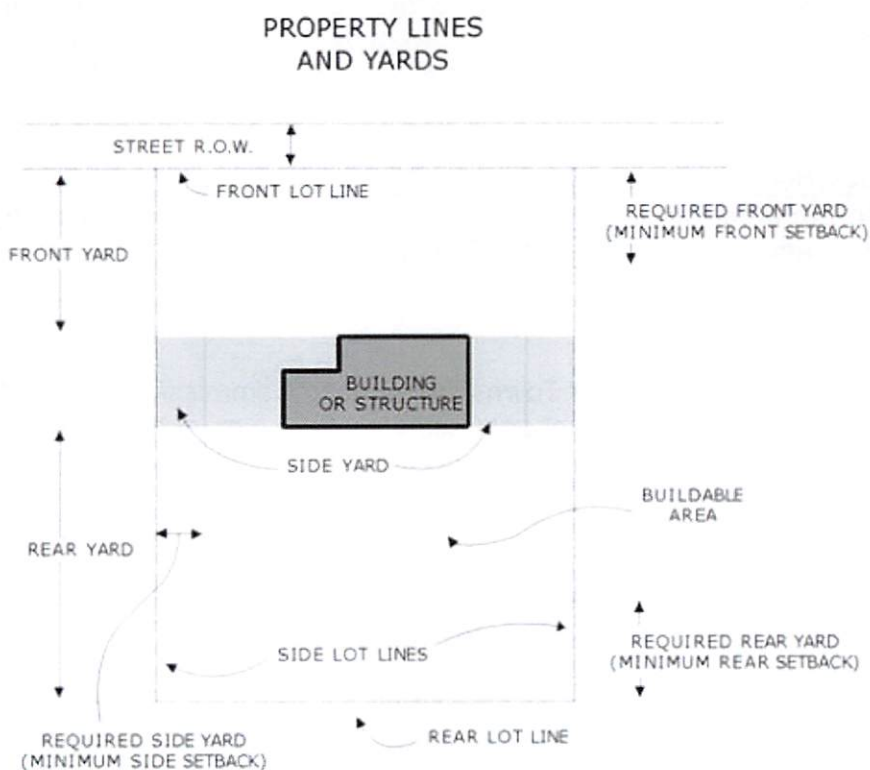 PROPERTY LINES
AND YARDS
STREET R.O.W.
FRONT LOT LINE
REQUIRED FRONT YARD
(MINIMUM FRONT SETBACK)
FRONT YARD
BUILDING
OR STRUCTURE
SIDE YARD
BUILDABLE
AREA
REAR YARD
SIDE LOT LINES
REQUIRED REAR YARD
(MINIMUM REAR SETBACK)
REQUIRED SIDE YARD
(MINIMUM SIDE SETBACK)
REAR LOT LINE